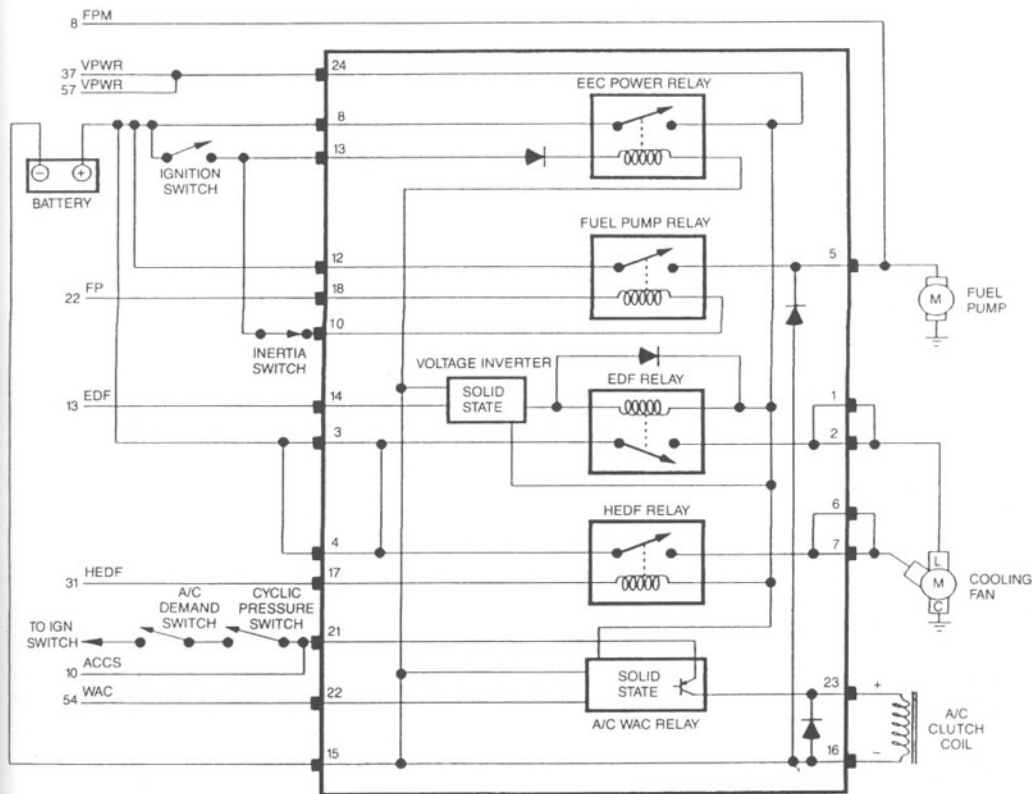 8 FPM
37 VPWR
57 VPWR
24
EEC POWER RELAY
8
13
IGNITION
SWITCH
- +
BATTERY
FUEL PUMP RELAY
12
5
22 FP
18
M
FUEL
PUMP
10
INERTIA
SWITCH
VOLTAGE INVERTER
EDF RELAY
SOLID
STATE
13 EDF
14
1
3
2
HEDF RELAY
6
4
7
31 HEDF
17
L
M
C
COOLING
FAN
A/C
DEMAND
SWITCH
CYCLIC
PRESSURE
SWITCH
TO IGN
SWITCH
21
10 ACCS
SOLID
STATE
54 WAC
22
A/C WAC RELAY
23
+
A/C
CLUTCH
COIL
15
16
–